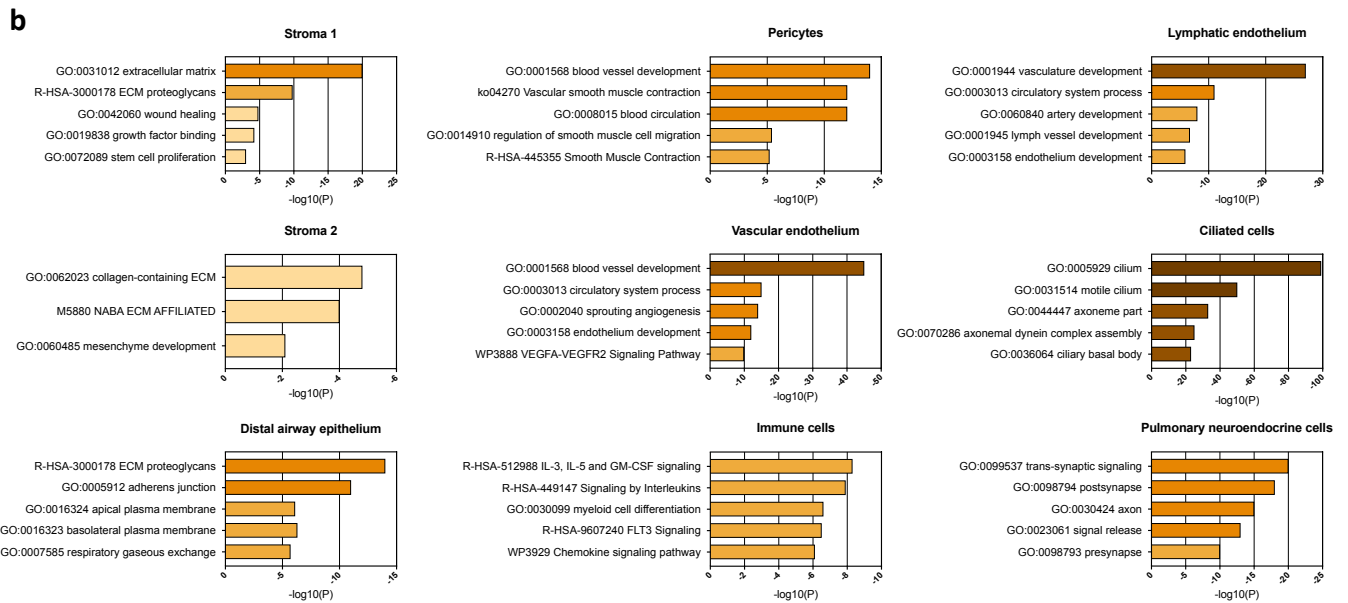 b
Stroma 1
GO:0031012 extracellular matrix
R-HSA-3000178 ECM proteoglycans
GO:0042060 wound healing
GO:0019838 growth factor binding
GO:0072089 stem cell proliferation
0 -5 -10 -15 -20 -25
-log10(P)
Pericytes
GO:0001568 blood vessel development
ko04270 Vascular smooth muscle contraction
GO:0008015 blood circulation
GO:0014910 regulation of smooth muscle cell migration
R-HSA-445355 Smooth Muscle Contraction
0 -5 -10 -15
-log10(P)
Lymphatic endothelium
GO:0001944 vasculature development
GO:0003013 circulatory system process
GO:0060840 artery development
GO:0001945 lymph vessel development
GO:0003158 endothelium development
0 -10 -20 -30
-log10(P)
Stroma 2
GO:0062023 collagen-containing ECM
M5880 NABA ECM AFFILIATED
GO:0060485 mesenchyme development
0 -2 -4 -6
-log10(P)
Vascular endothelium
GO:0001568 blood vessel development
GO:0003013 circulatory system process
GO:0002040 sprouting angiogenesis
GO:0003158 endothelium development
WP3888 VEGFA-VEGFR2 Signaling Pathway
0 -10 -20 -30 -40 -50
-log10(P)
Ciliated cells
GO:0005929 cilium
GO:0031514 motile cilium
GO:0044447 axoneme part
GO:0070286 axonemal dynein complex assembly
GO:0036064 ciliary basal body
0 -20 -40 -60 -80 -100
-log10(P)
Distal airway epithelium
R-HSA-3000178 ECM proteoglycans
GO:0005912 adherens junction
GO:0016324 apical plasma membrane
GO:0016323 basolateral plasma membrane
GO:0007585 respiratory gaseous exchange
0 -5 -10 -15
-log10(P)
Immune cells
R-HSA-512988 IL-3, IL-5 and GM-CSF signaling
R-HSA-449147 Signaling by Interleukins
GO:0030099 myeloid cell differentiation
R-HSA-9607240 FLT3 Signaling
WP3929 Chemokine signaling pathway
0 -2 -4 -6 -8 -10
-log10(P)
Pulmonary neuroendocrine cells
GO:0099537 trans-synaptic signaling
GO:0098794 postsynapse
GO:0030424 axon
GO:0023061 signal release
GO:0098793 presynapse
0 -5 -10 -15 -20 -25
-log10(P)